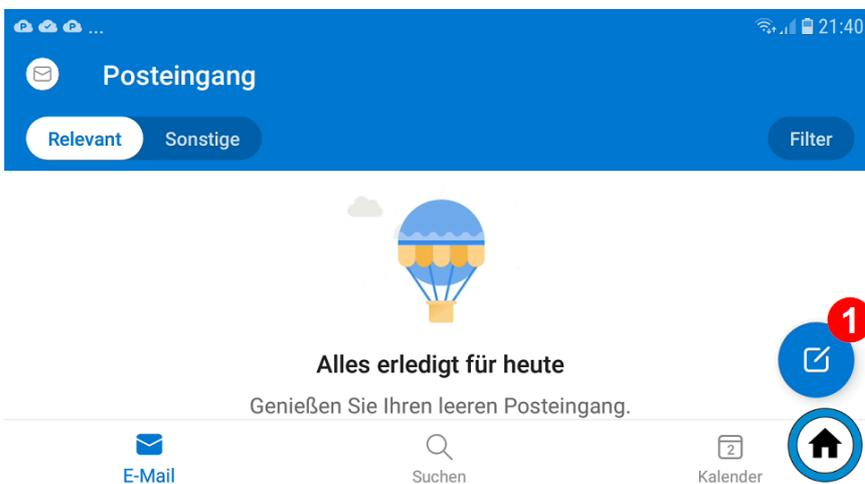 ... 21:40
Posteingang
Relevant Sonstige Filter
1
Alles erledigt für heute
Genießen Sie Ihren leeren Posteingang.
2
E-Mail Suchen Kalender